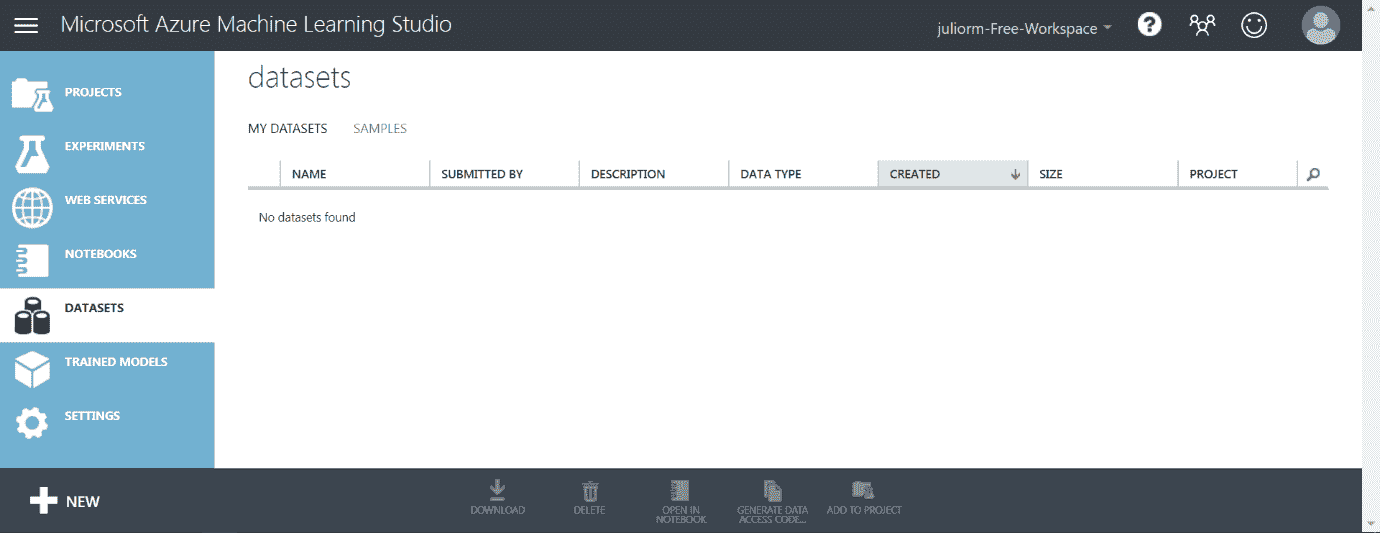 Microsoft Azure Machine Learning Studio
juliorm-Free-Workspace
?
PROJECTS
EXPERIMENTS
WEB SERVICES
NOTEBOOKS
DATASETS
TRAINED MODELS
SETTINGS
datasets
MY DATASETS SAMPLES
NAME SUBMITTED BY DESCRIPTION DATA TYPE CREATED SIZE PROJECT
No datasets found
NEW
DOWNLOAD
DELETE
OPEN IN
NOTEBOOK
GENERATE DATA
ACCESS CODE...
ADD TO PROJECT